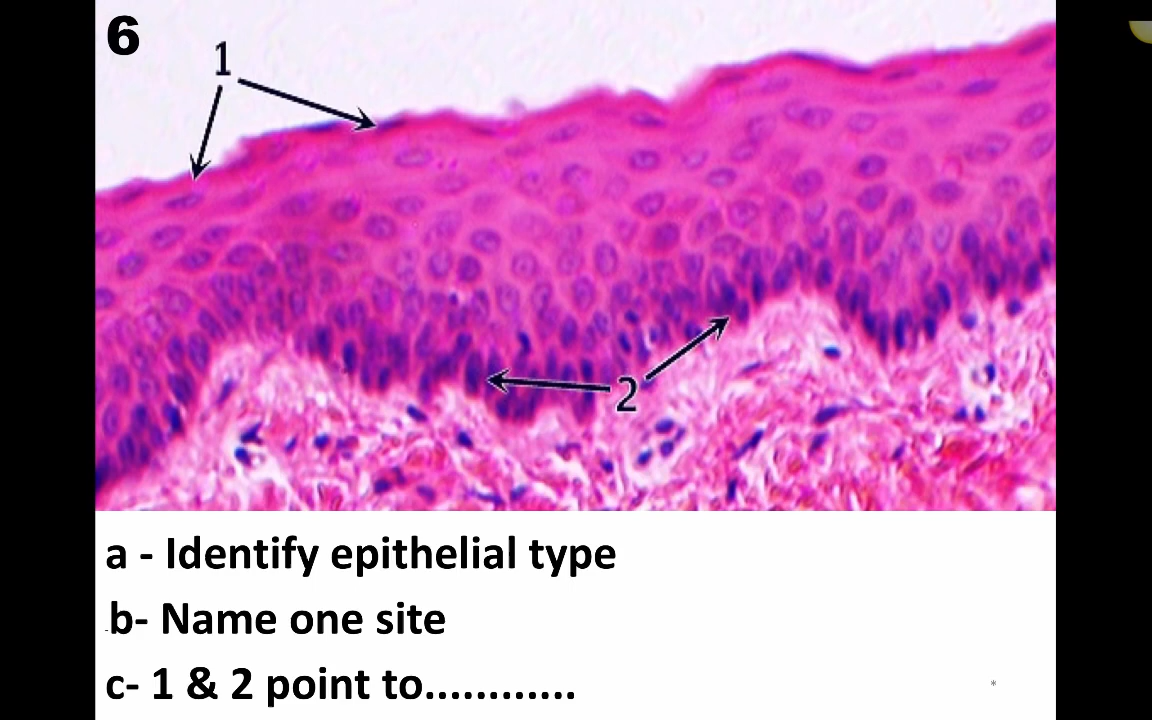 6
1
2
a - Identify epithelial type
b- Name one site
c- 1 & 2 point to............
*